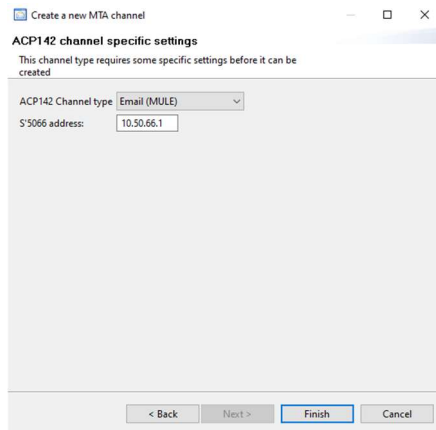 Create a new MTA channel
ACP142 channel specific settings
This channel type requires some specific settings before it can be
created
ACP142 Channel type Email (MULE)
S'5066 address: 10.50.66.1
< Back Next > Finish Cancel